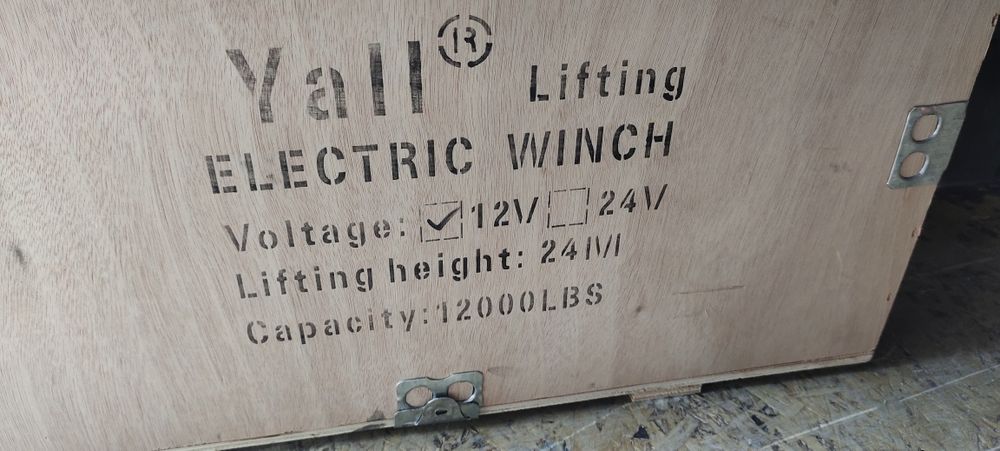 Yall® Lifting
ELECTRIC WINCH
Voltage: ☑12V ☐24V
Lifting height: 24M
Capacity:12000LBS